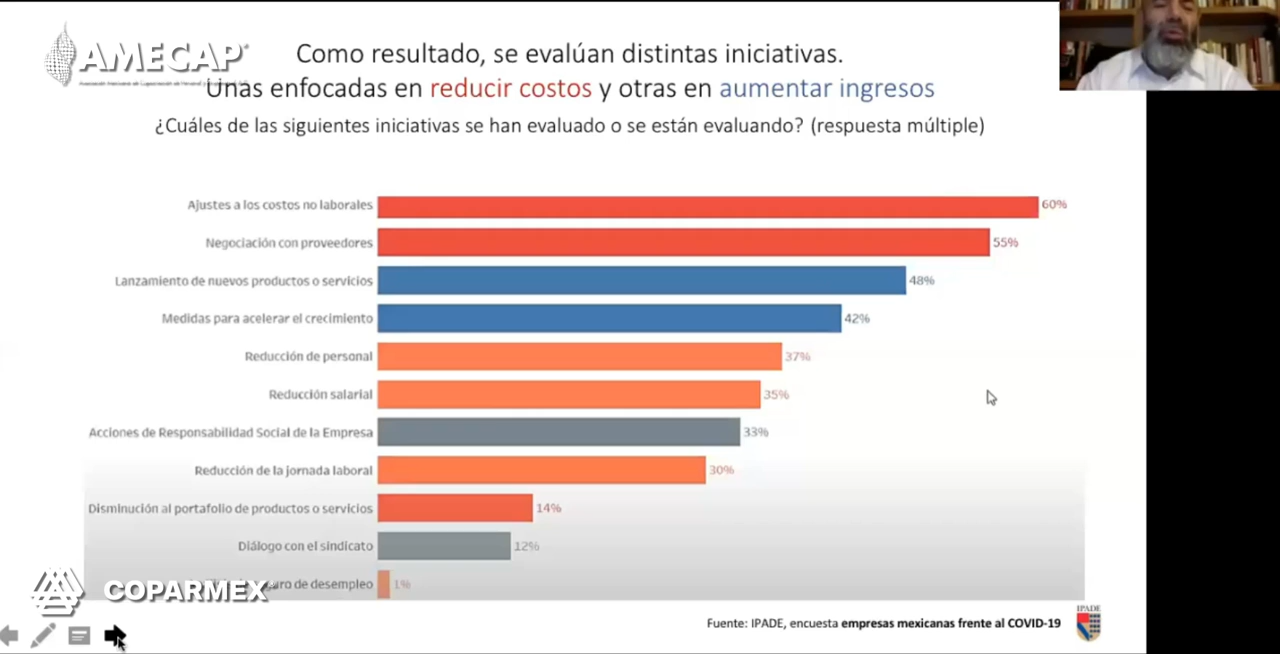 AMECAP
Como resultado, se evalúan distintas iniciativas.
Unas enfocadas en reducir costos y otras en aumentar ingresos
¿Cuáles de las siguientes iniciativas se han evaluado o se están evaluando? (respuesta múltiple)
Ajustes a los costos no laborales 60%
Negociación con proveedores 55%
Lanzamiento de nuevos productos o servicios 48%
Medidas para acelerar el crecimiento 42%
Reducción de personal 37%
Reducción salarial 35%
Acciones de Responsabilidad Social de la Empresa 33%
Reducción de la jornada laboral 30%
Disminución al portafolio de productos o servicios 14%
Diálogo con el sindicato 12%
de desempleo 1%
COPARMEX
Fuente: IPADE, encuesta empresas mexicanas frente al COVID-19
IPADE